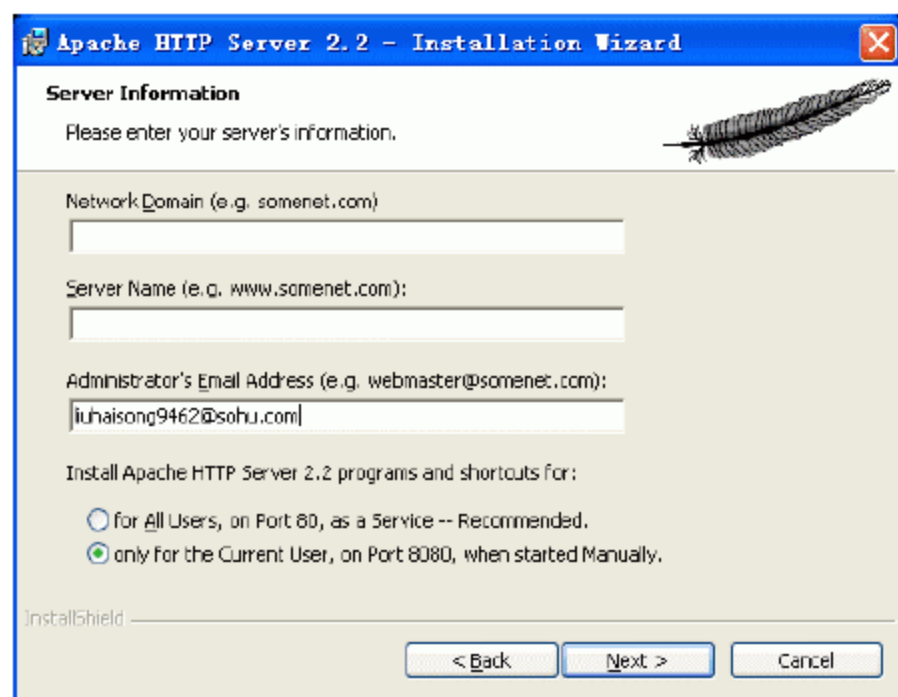 Apache HTTP Server 2.2 - Installation Wizard
Server Information
Please enter your server's information.
Network Domain (e.g. somenet.com)
Server Name (e.g. www.somenet.com):
Administrator's Email Address (e.g. webmaster@somenet.com):
liuhaisong9462@sohu.com
Install Apache HTTP Server 2.2 programs and shortcuts for:
for All Users, on Port 80, as a Service -- Recommended.
only for the Current User, on Port 8080, when started Manually.
InstallShield
< Back
Next >
Cancel